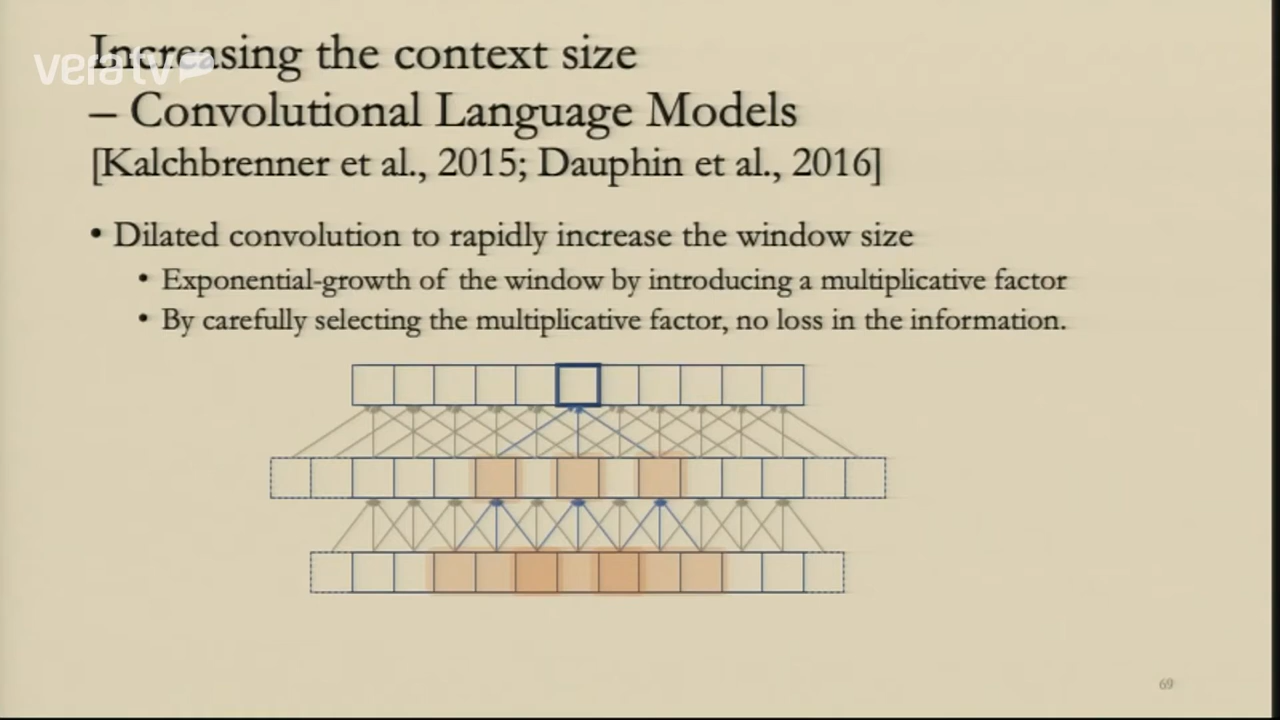 Increasing the context size
vera tv
– Convolutional Language Models
[Kalchbrenner et al., 2015; Dauphin et al., 2016]
• Dilated convolution to rapidly increase the window size
• Exponential-growth of the window by introducing a multiplicative factor
• By carefully selecting the multiplicative factor, no loss in the information.
69